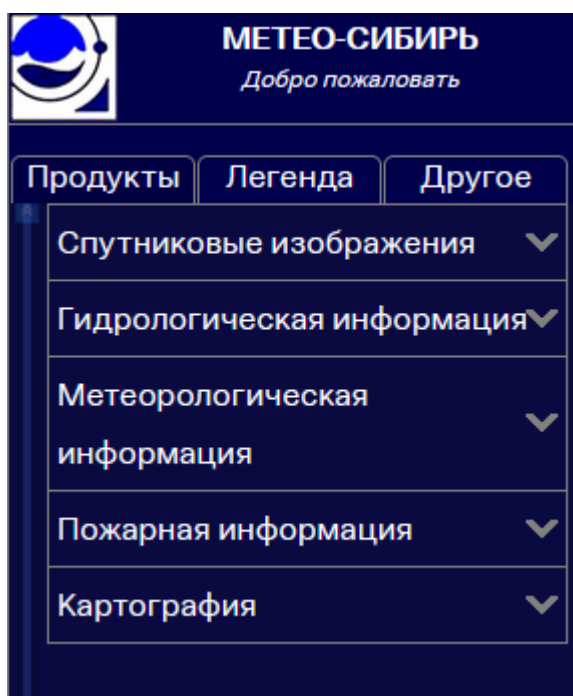 МЕТЕО-СИБИРЬ
Добро пожаловать
Продукты Легенда Другое
Спутниковые изображения
Гидрологическая информация
Метеорологическая
информация
Пожарная информация
Картография